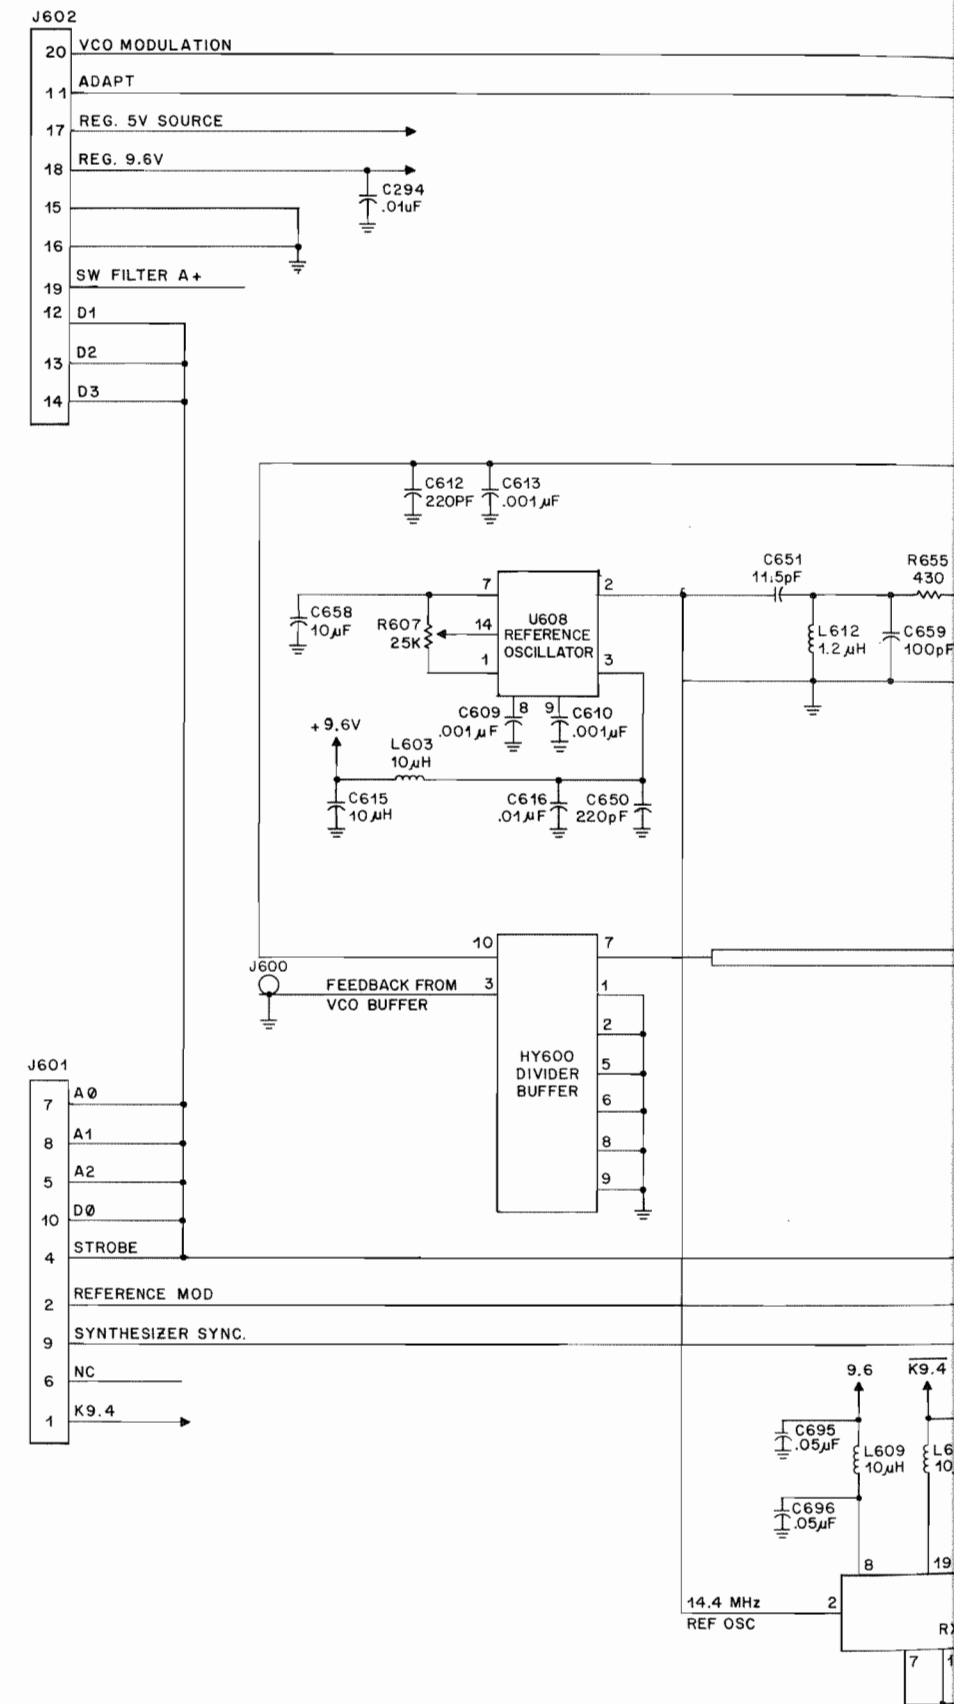 J602
20 VCO MODULATION
11 ADAPT
17 REG. 5V SOURCE
18 REG. 9.6V
C294
.01uF
15
16
19 SW FILTER A+
12 D1
13 D2
14 D3
C612
220PF
C613
.001µF
C651
11.5pF
R655
430
7
2
C658
10µF
R607
25K
14
U608
REFERENCE
OSCILLATOR
L612
1.2µH
C659
100pF
1
3
C609
.001µF
8
9
C610
.001µF
+9.6V
L603
10µH
C615
10µH
C616
.01µF
C650
220pF
10
7
J600
FEEDBACK FROM
VCO BUFFER
3
1
2
HY600
DIVIDER
BUFFER
5
6
8
9
J601
7 AØ
8 A1
5 A2
10 DØ
4 STROBE
2 REFERENCE MOD
9 SYNTHESIZER SYNC.
6 NC
1 K9.4
9.6
K9.4
C695
.05µF
L609
10µH
L6
10
C696
.05µF
8
19
14.4 MHz
REF OSC
2
7